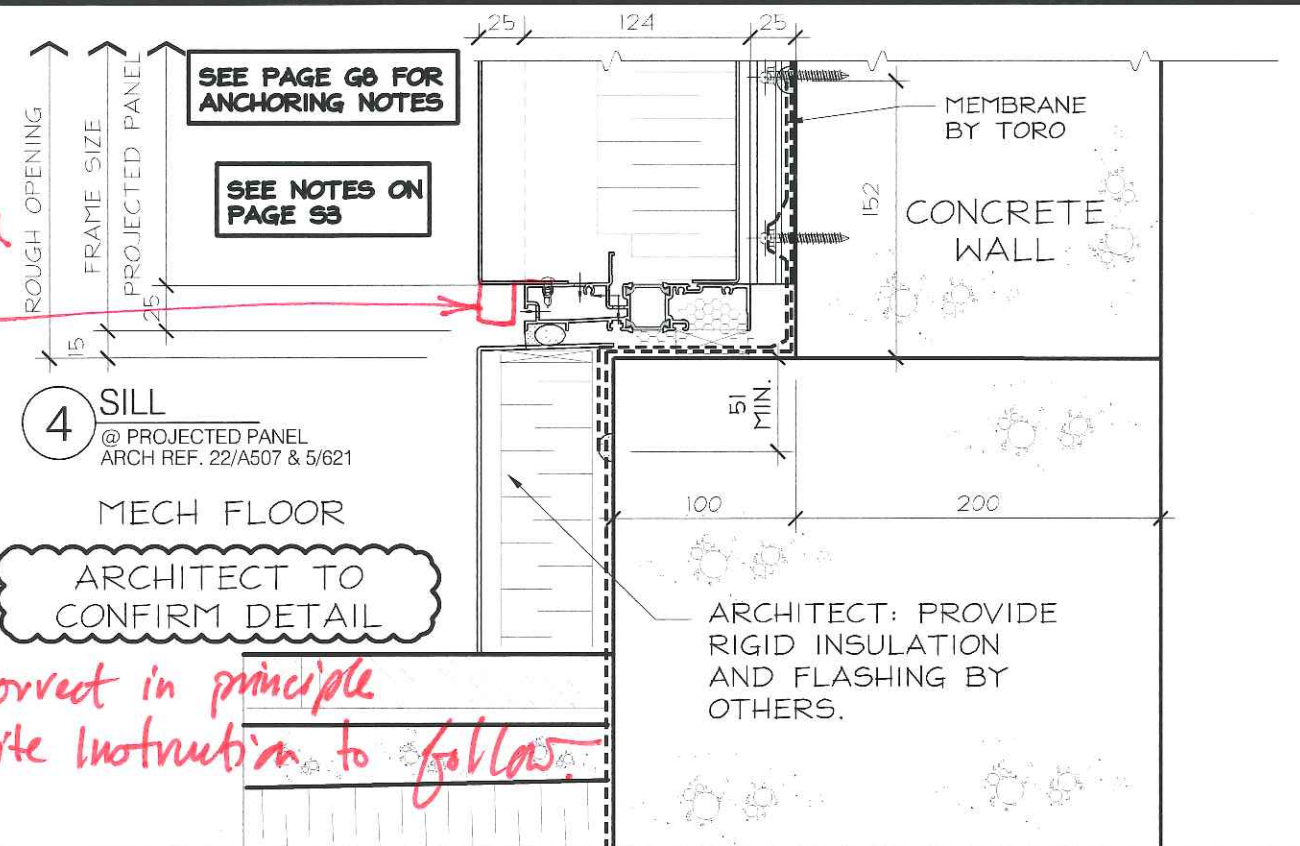 25 124 25
SEE PAGE G8 FOR
ANCHORING NOTES
SEE NOTES ON
PAGE S3
ROUGH OPENING
FRAME SIZE
PROJECTED PANEL
25
15
MEMBRANE
BY TORO
152
CONCRETE
WALL
51
MIN.
100 200
4 SILL
@ PROJECTED PANEL
ARCH REF. 22/A507 & 5/621
MECH FLOOR
ARCHITECT TO
CONFIRM DETAIL
ARCHITECT: PROVIDE
RIGID INSULATION
AND FLASHING BY
OTHERS.
orrect in principle
ite Instruction to follow.